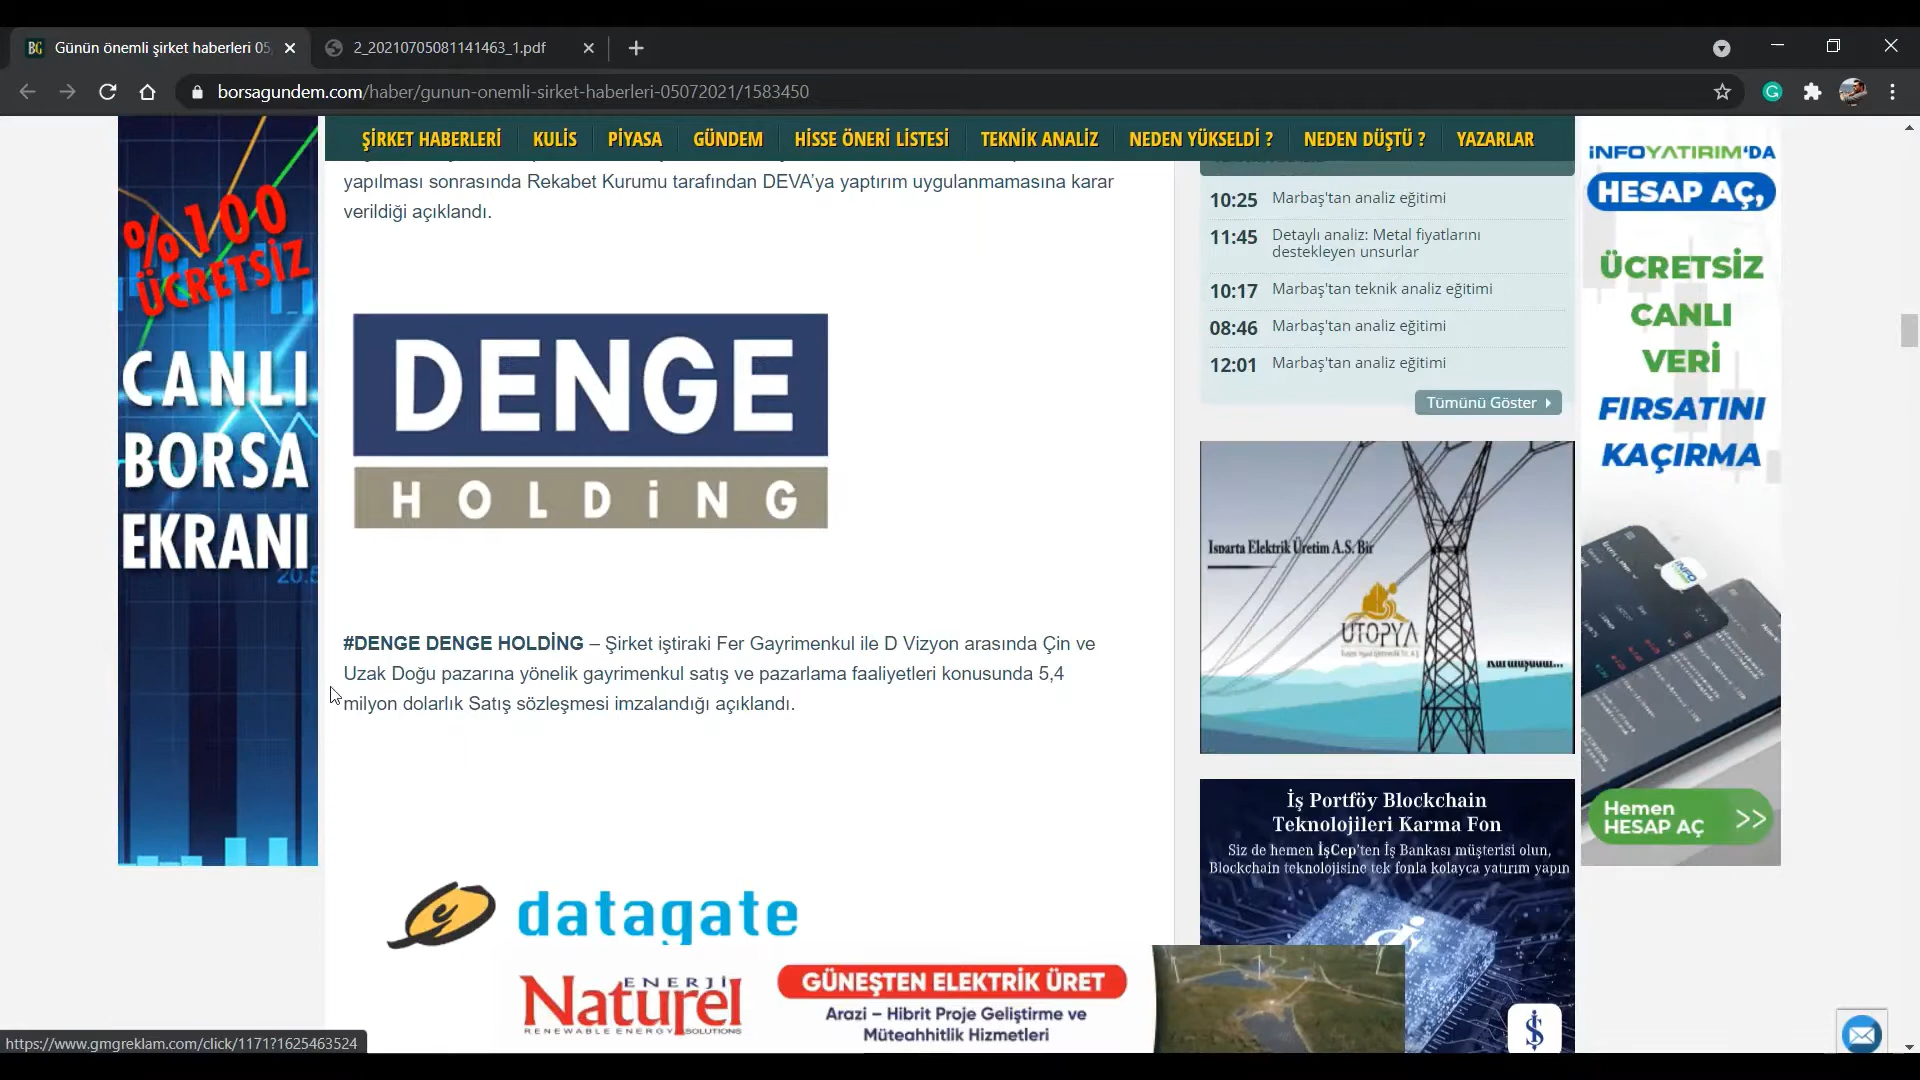 Günün önemli şirket haberleri 05
2_20210705081141463_1.pdf
borsagundem.com/haber/gunun-onemli-sirket-haberleri-05072021/1583450
ŞİRKET HABERLERİ KULİS PİYASA GÜNDEM HİSSE ÖNERİ LİSTESİ TEKNİK ANALİZ NEDEN YÜKSELDİ ? NEDEN DÜŞTÜ ? YAZARLAR
%100
ÜCRETSİZ
CANLI
BORSA
EKRANI
yapılması sonrasında Rekabet Kurumu tarafından DEVA'ya yaptırım uygulanmamasına karar
verildiği açıklandı.
DENGE
HOLDİNG
#DENGE DENGE HOLDİNG – Şirket iştiraki Fer Gayrimenkul ile D Vizyon arasında Çin ve
Uzak Doğu pazarına yönelik gayrimenkul satış ve pazarlama faaliyetleri konusunda 5,4
milyon dolarlık Satış sözleşmesi imzalandığı açıklandı.
datagate
ENERJİ
Naturel
RENEWABLE ENERGY SOLUTIONS
GÜNEŞTEN ELEKTRİK ÜRET
Arazi – Hibrit Proje Geliştirme ve
Müteahhitlik Hizmetleri
10:25 Marbaş'tan analiz eğitimi
11:45 Detaylı analiz: Metal fiyatlarını
destekleyen unsurlar
10:17 Marbaş'tan teknik analiz eğitimi
08:46 Marbaş'tan analiz eğitimi
12:01 Marbaş'tan analiz eğitimi
Tümünü Göster
Isparta Elektrik Üretim A.Ş. Bir
UTOPYA
Kuruluşudur...
İş Portföy Blockchain
Teknolojileri Karma Fon
Siz de hemen İşCep'ten İş Bankası müşterisi olun,
Blockchain teknolojisine tek fonla kolayca yatırım yapın
İNFOYATIRIM'DA
HESAP AÇ,
ÜCRETSİZ
CANLI
VERİ
FIRSATINI
KAÇIRMA
Hemen
HESAP AÇ >>
https://www.gmgreklam.com/click/1171?1625463524